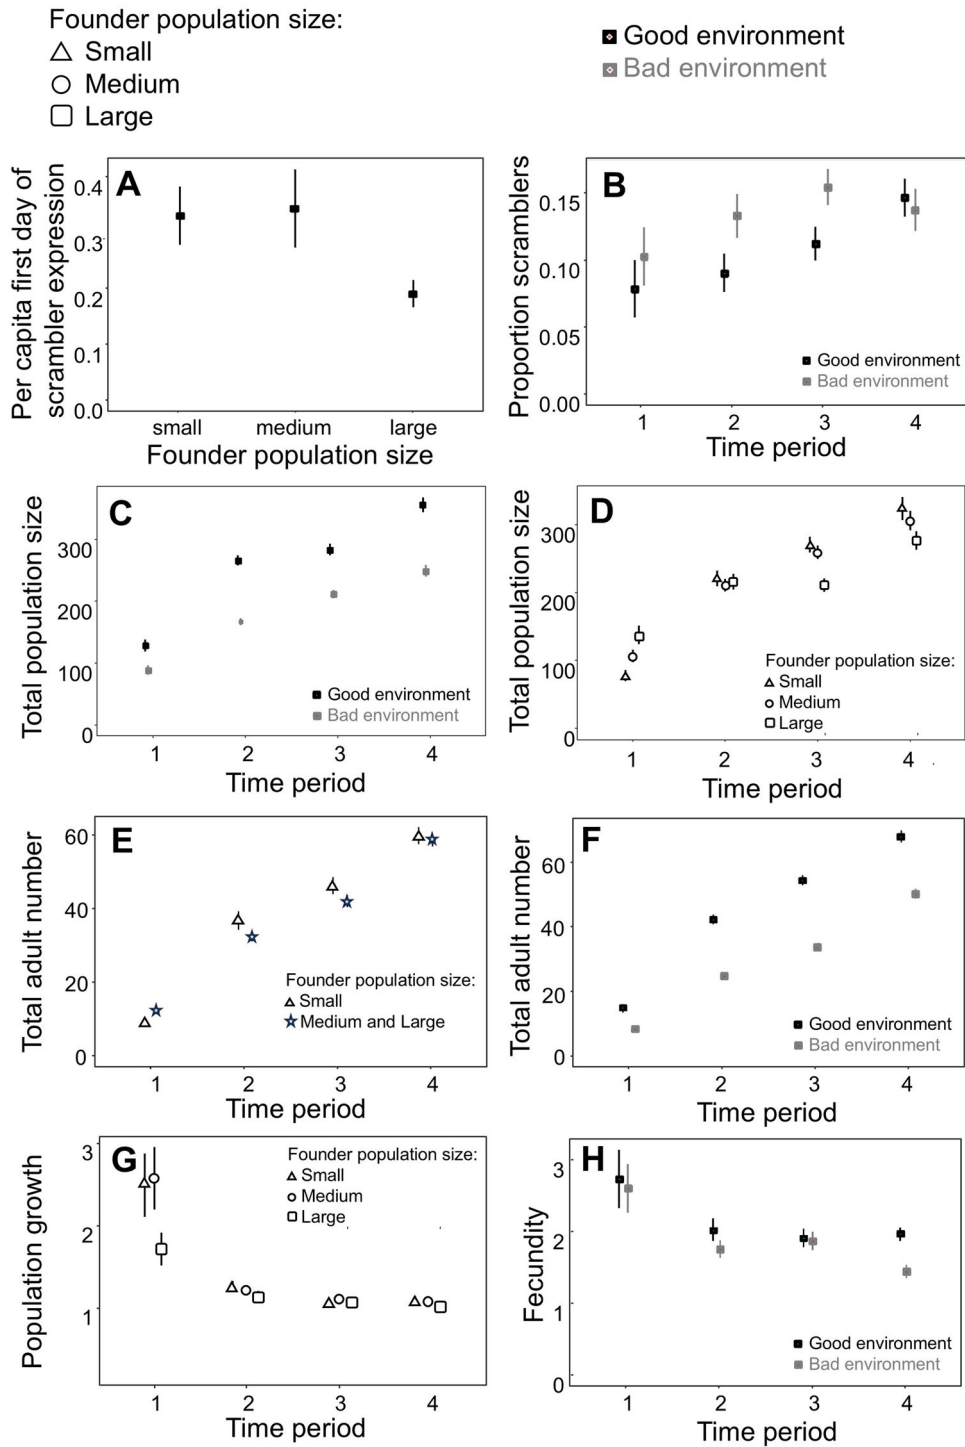 Founder population size:
Small
Medium
Large
Good environment
Bad environment
A
Per capita first day of
scrambler expression
0.4
0.3
0.2
0.1
0.0
small medium large
Founder population size
B
Proportion scramblers
0.15
0.10
0.05
0.00
Good environment
Bad environment
1 2 3 4
Time period
C
Total population size
300
200
100
0
Good environment
Bad environment
1 2 3 4
Time period
D
Total population size
300
200
100
0
Founder population size:
Small
Medium
Large
1 2 3 4
Time period
E
Total adult number
60
40
20
0
Founder population size:
Small
Medium and Large
1 2 3 4
Time period
F
Total adult number
60
40
20
0
Good environment
Bad environment
1 2 3 4
Time period
G
Population growth
3
2
1
Founder population size:
Small
Medium
Large
1 2 3 4
Time period
H
Fecundity
3
2
1
0
Good environment
Bad environment
1 2 3 4
Time period